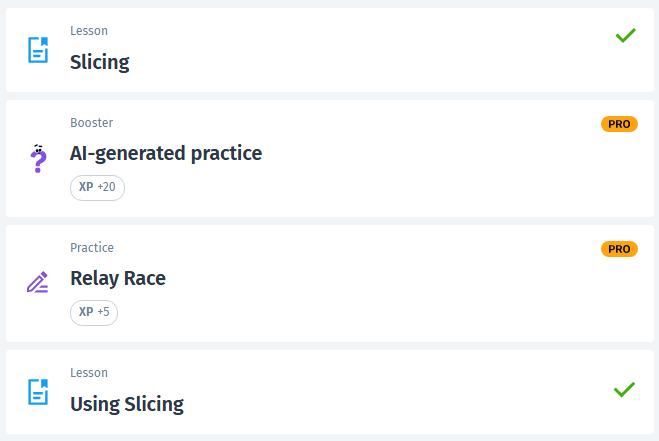 Lesson
Slicing
Booster
PRO
AI-generated practice
XP +20
Practice
PRO
Relay Race
XP +5
Lesson
Using Slicing